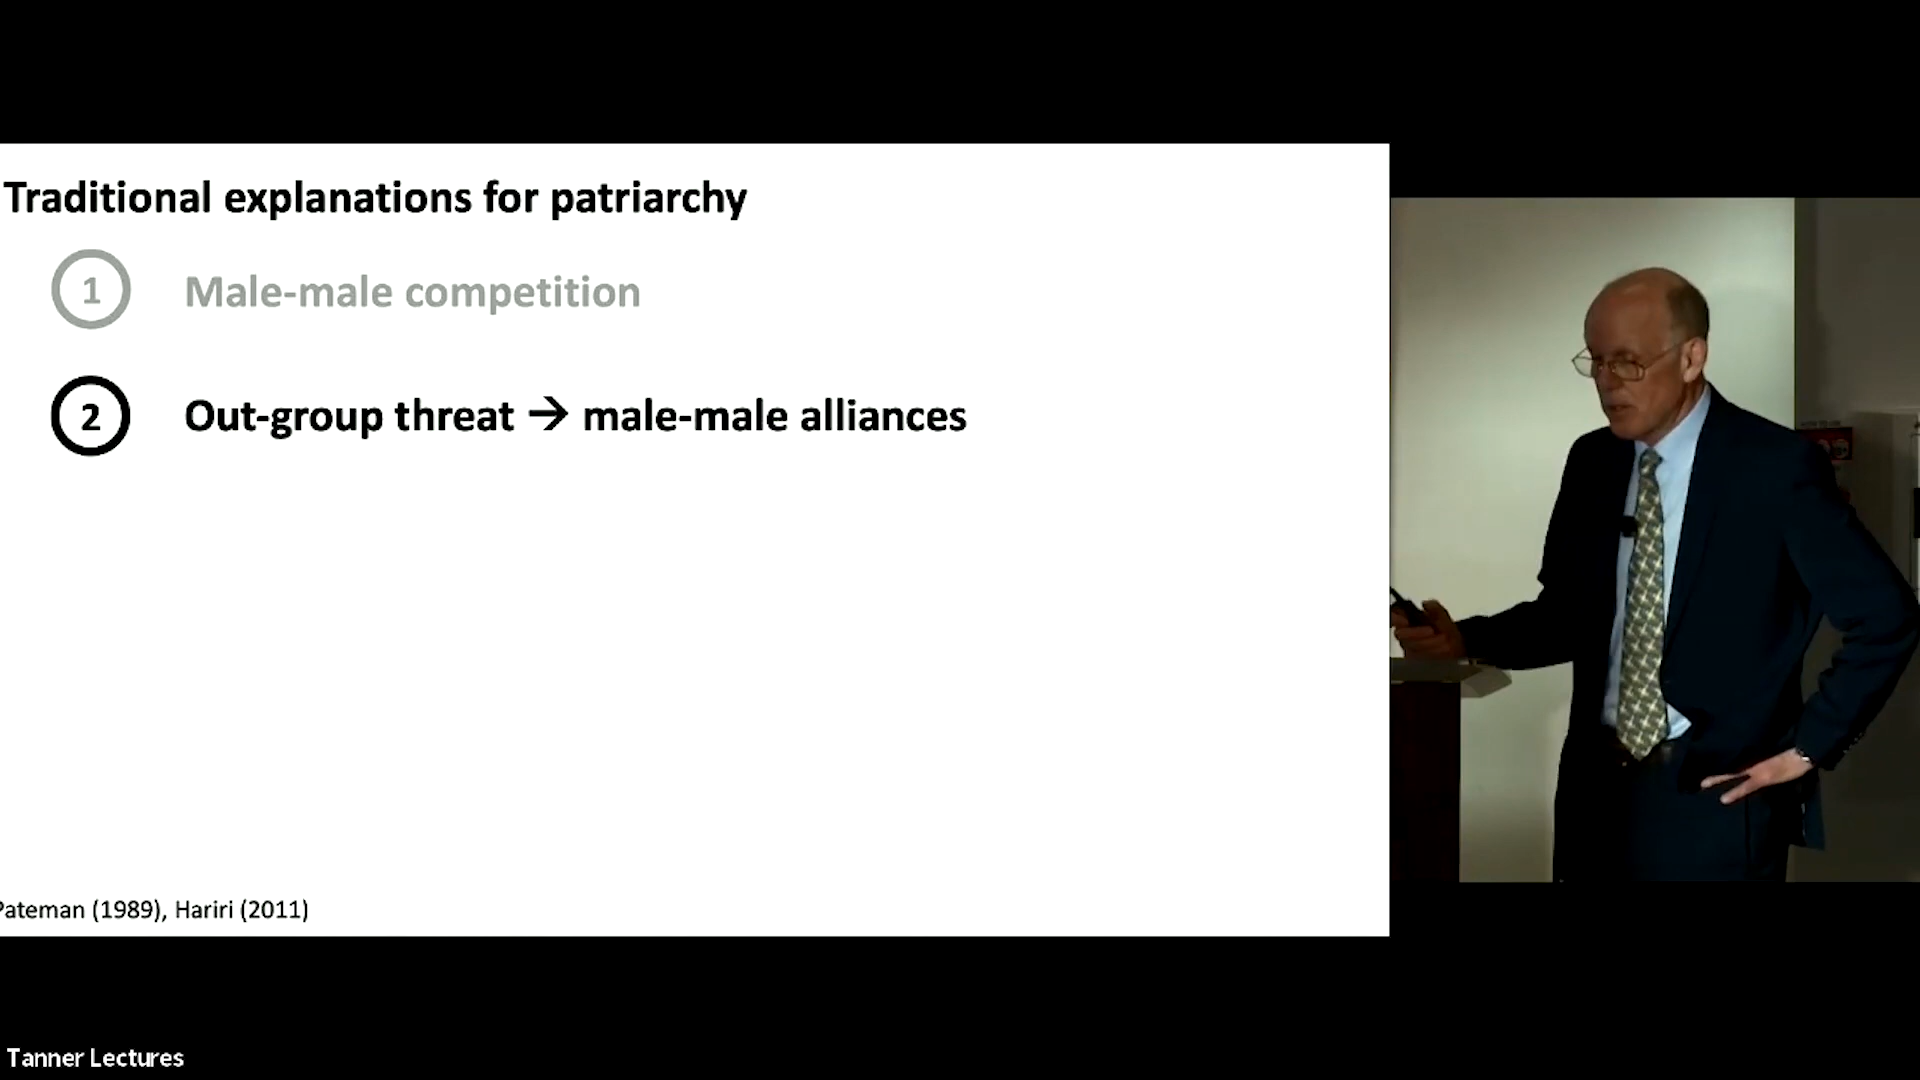 Traditional explanations for patriarchy
1 Male-male competition
2 Out-group threat → male-male alliances
Pateman (1989), Hariri (2011)
Tanner Lectures